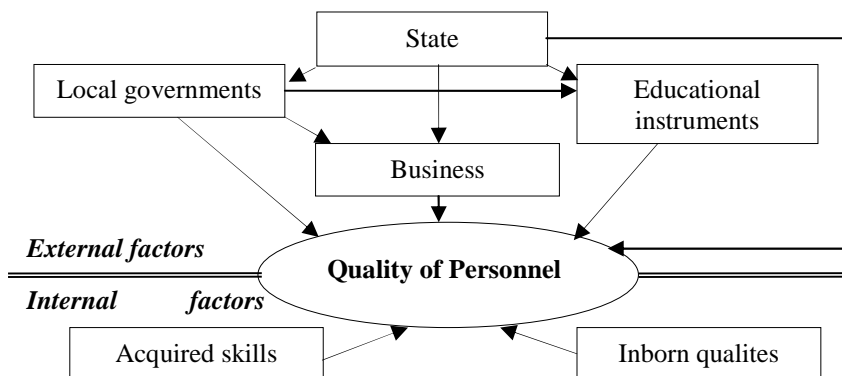 State
Local governments
Educational
instruments
Business
External factors
Quality of Personnel
Internal factors
Acquired skills
Inborn qualites